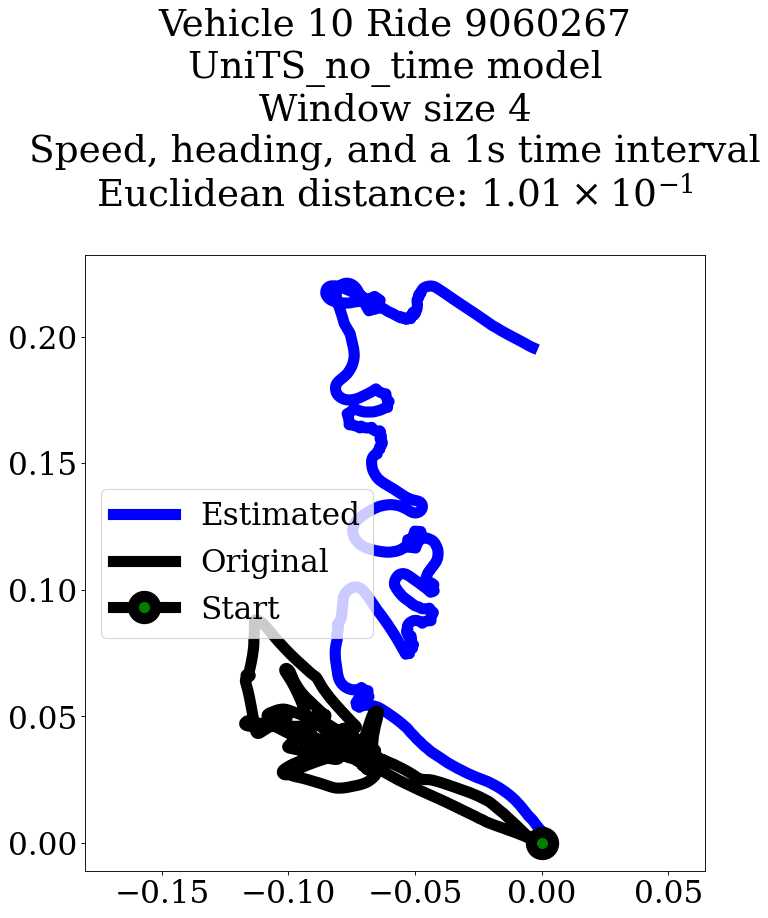 Vehicle 10 Ride 9060267
UniTS_no_time model
Window size 4
Speed, heading, and a 1s time interval
Euclidean distance: 1.01 × 10⁻¹
0.20
0.15
0.10
0.05
0.00
Estimated
Original
Start
−0.15 −0.10 −0.05 0.00 0.05